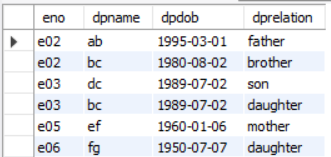 eno dpname dpdob dprelation
e02 ab 1995-03-01 father
e02 bc 1980-08-02 brother
e03 dc 1989-07-02 son
e03 bc 1989-07-02 daughter
e05 ef 1960-01-06 mother
e06 fg 1950-07-07 daughter